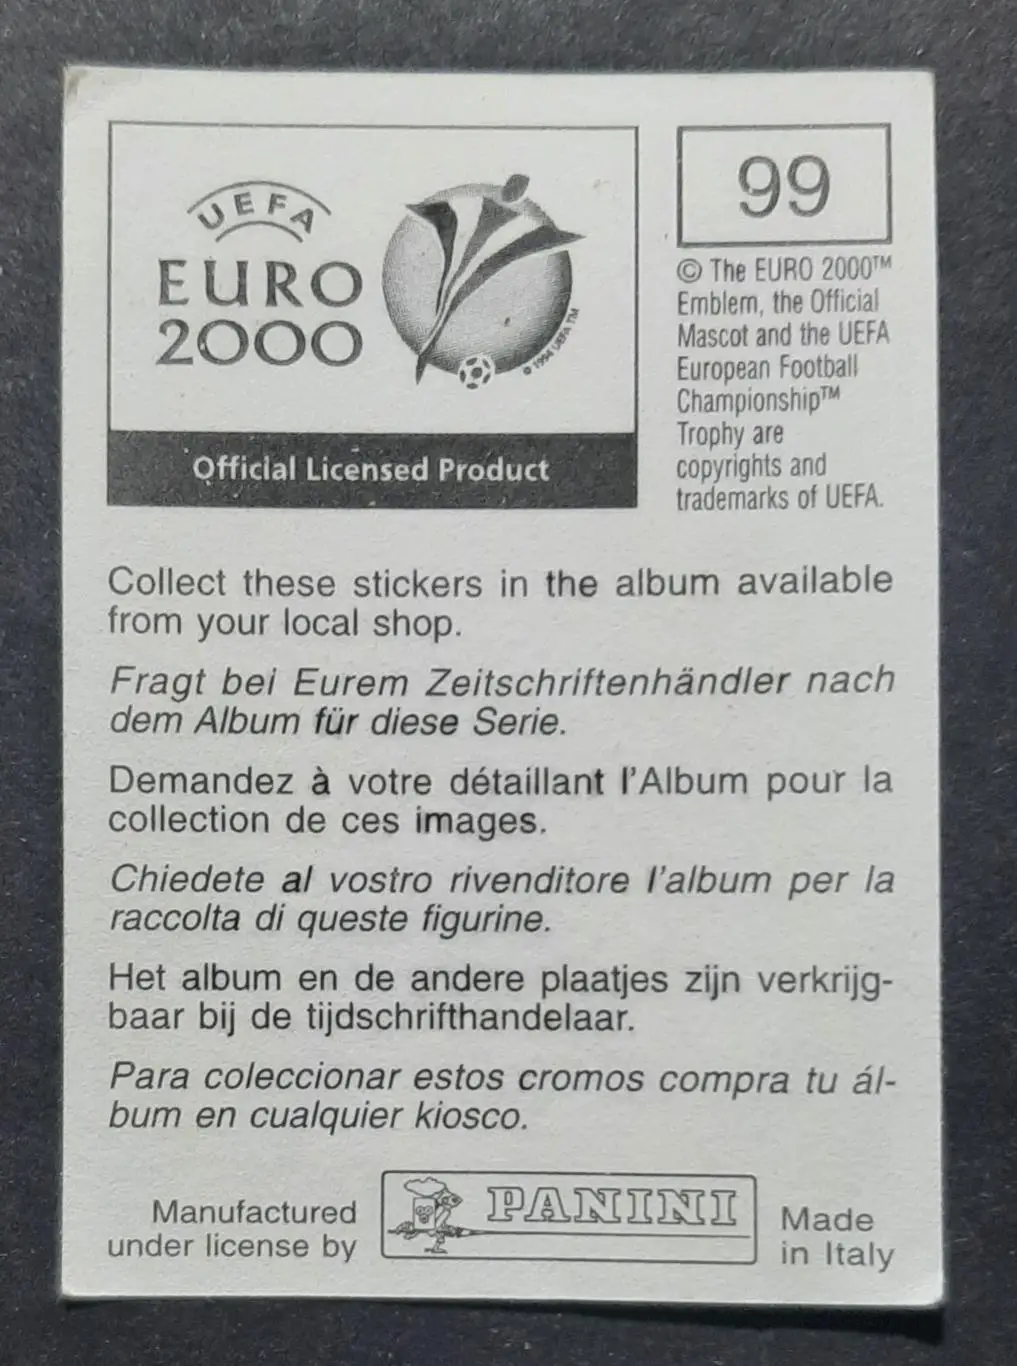 UEFA
EURO
2000
© 1994 UEFA TM
Official Licensed Product
99
© The EURO 2000™
Emblem, the Official
Mascot and the UEFA
European Football
Championship™
Trophy are
copyrights and
trademarks of UEFA.
Collect these stickers in the album available
from your local shop.
Fragt bei Eurem Zeitschriftenhändler nach
dem Album für diese Serie.
Demandez à votre détaillant l'Album pour la
collection de ces images.
Chiedete al vostro rivenditore l'album per la
raccolta di queste figurine.
Het album en de andere plaatjes zijn verkrijg-
baar bij de tijdschrifthandelaar.
Para coleccionar estos cromos compra tu ál-
bum en cualquier kiosco.
Manufactured
under license by
PANINI
Made
in Italy